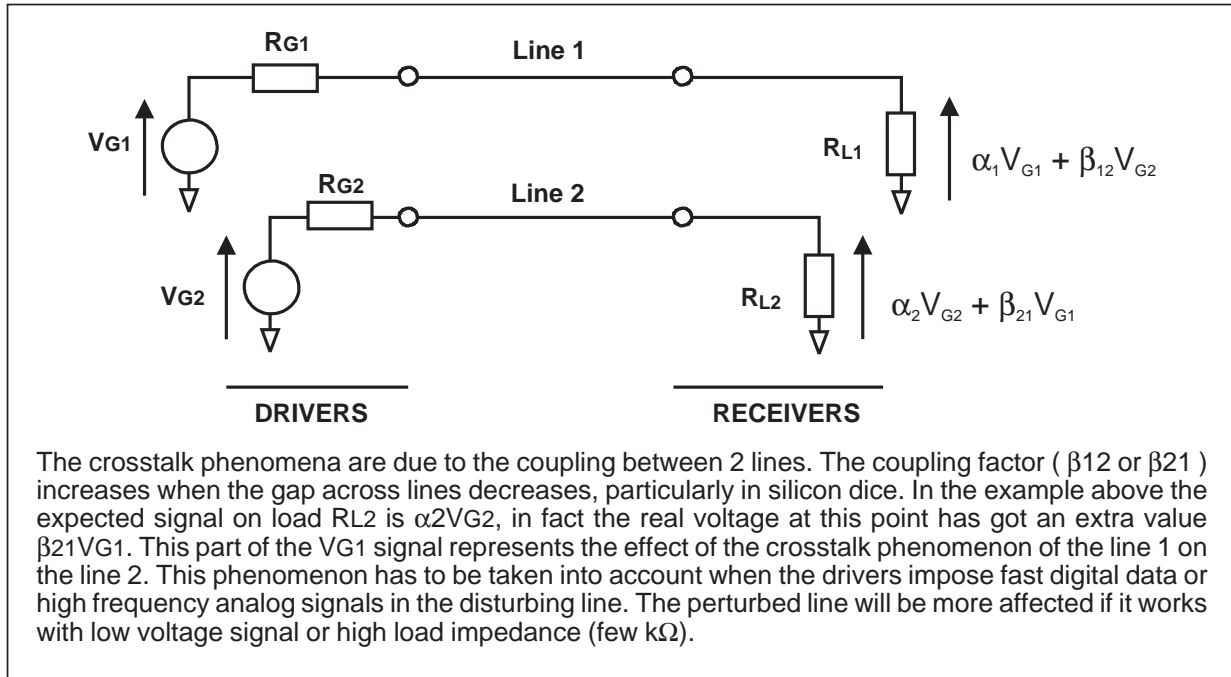 RG1
Line 1
VG1
RL1
α1VG1 + β12VG2
RG2
Line 2
VG2
RL2
α2VG2 + β21VG1
DRIVERS
RECEIVERS
The crosstalk phenomena are due to the coupling between 2 lines. The coupling factor ( β12 or β21 )
increases when the gap across lines decreases, particularly in silicon dice. In the example above the
expected signal on load RL2 is α2VG2, in fact the real voltage at this point has got an extra value
β21VG1. This part of the VG1 signal represents the effect of the crosstalk phenomenon of the line 1 on
the line 2. This phenomenon has to be taken into account when the drivers impose fast digital data or
high frequency analog signals in the disturbing line. The perturbed line will be more affected if it works
with low voltage signal or high load impedance (few kΩ).